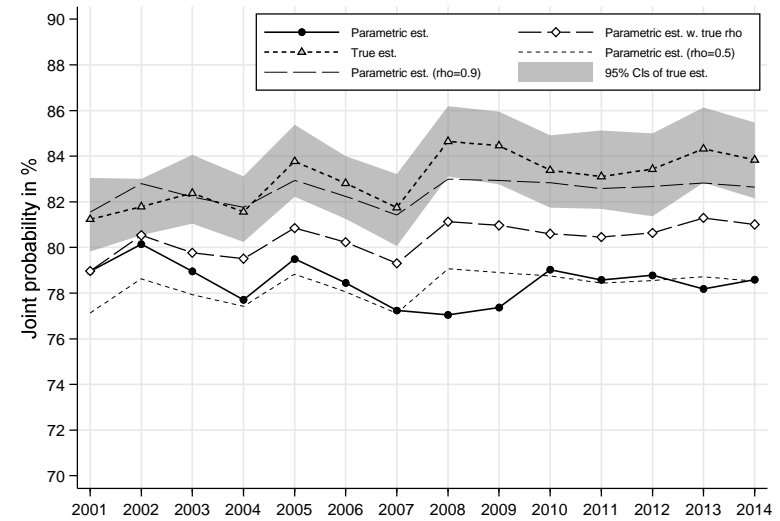 Parametric est.
Parametric est. w. true rho
True est.
Parametric est. (rho=0.5)
Parametric est. (rho=0.9)
95% CIs of true est.
Joint probability in %
90
88
86
84
82
80
78
76
74
72
70
2001 2002 2003 2004 2005 2006 2007 2008 2009 2010 2011 2012 2013 2014